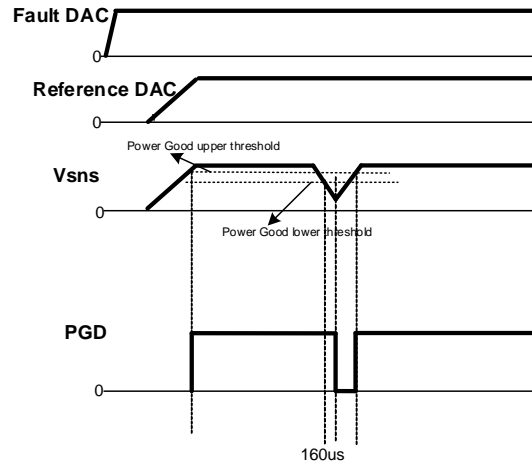 Fault DAC
0
Reference DAC
0
Power Good upper threshold
Vsns
0
Power Good lower threshold
PGD
0
160us